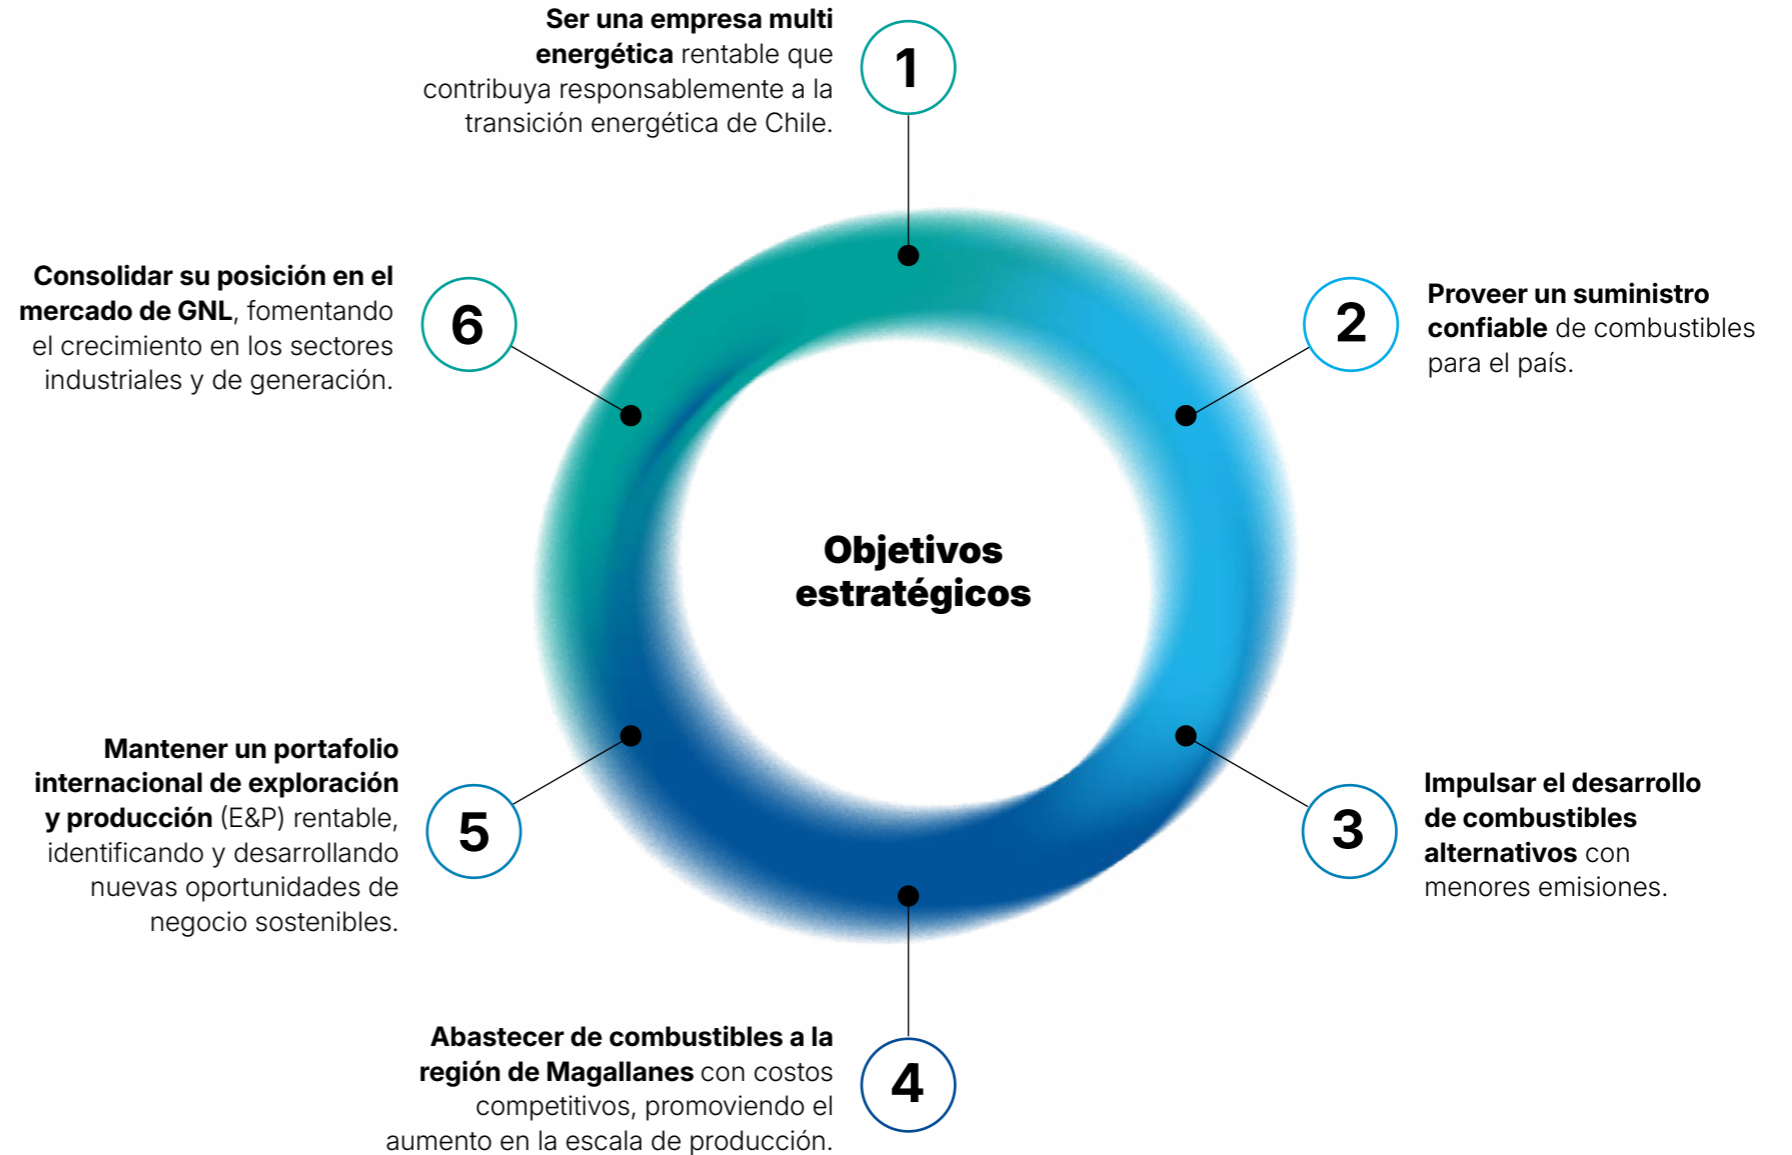 Ser una empresa multi
energética rentable que
contribuya responsablemente a la
transición energética de Chile.
1
Proveer un suministro
confiable de combustibles
para el país.
2
Impulsar el desarrollo
de combustibles
alternativos con
menores emisiones.
3
Abastecer de combustibles a la
región de Magallanes con costos
competitivos, promoviendo el
aumento en la escala de producción.
4
Mantener un portafolio
internacional de exploración
y producción (E&P) rentable,
identificando y desarrollando
nuevas oportunidades de
negocio sostenibles.
5
Consolidar su posición en el
mercado de GNL, fomentando
el crecimiento en los sectores
industriales y de generación.
6
Objetivos
estratégicos